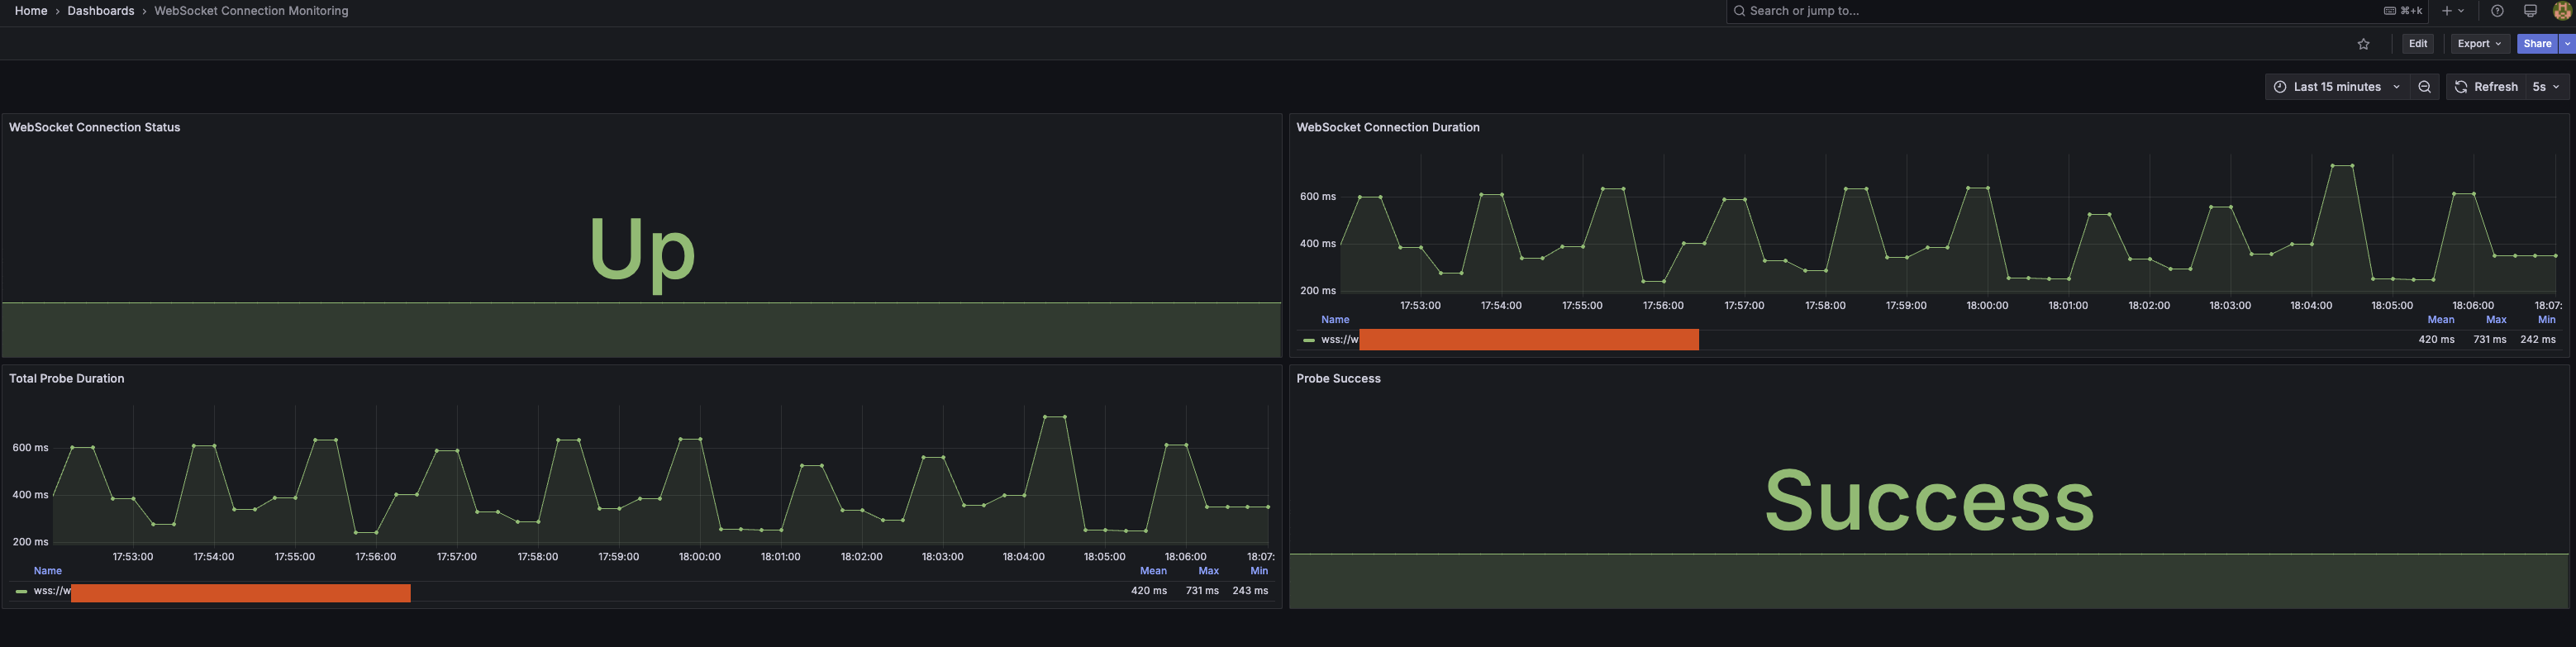 Home › Dashboards › WebSocket Connection Monitoring
Search or jump to...
⌘+k
Edit
Export
Share
Last 15 minutes
Refresh
5s
WebSocket Connection Status
Up
WebSocket Connection Duration
600 ms
400 ms
200 ms
17:53:00 17:54:00 17:55:00 17:56:00 17:57:00 17:58:00 17:59:00 18:00:00 18:01:00 18:02:00 18:03:00 18:04:00 18:05:00 18:06:00 18:07:
Name Mean Max Min
wss://w 420 ms 731 ms 242 ms
Total Probe Duration
600 ms
400 ms
200 ms
17:53:00 17:54:00 17:55:00 17:56:00 17:57:00 17:58:00 17:59:00 18:00:00 18:01:00 18:02:00 18:03:00 18:04:00 18:05:00 18:06:00 18:07:
Name Mean Max Min
wss://w 420 ms 731 ms 243 ms
Probe Success
Success